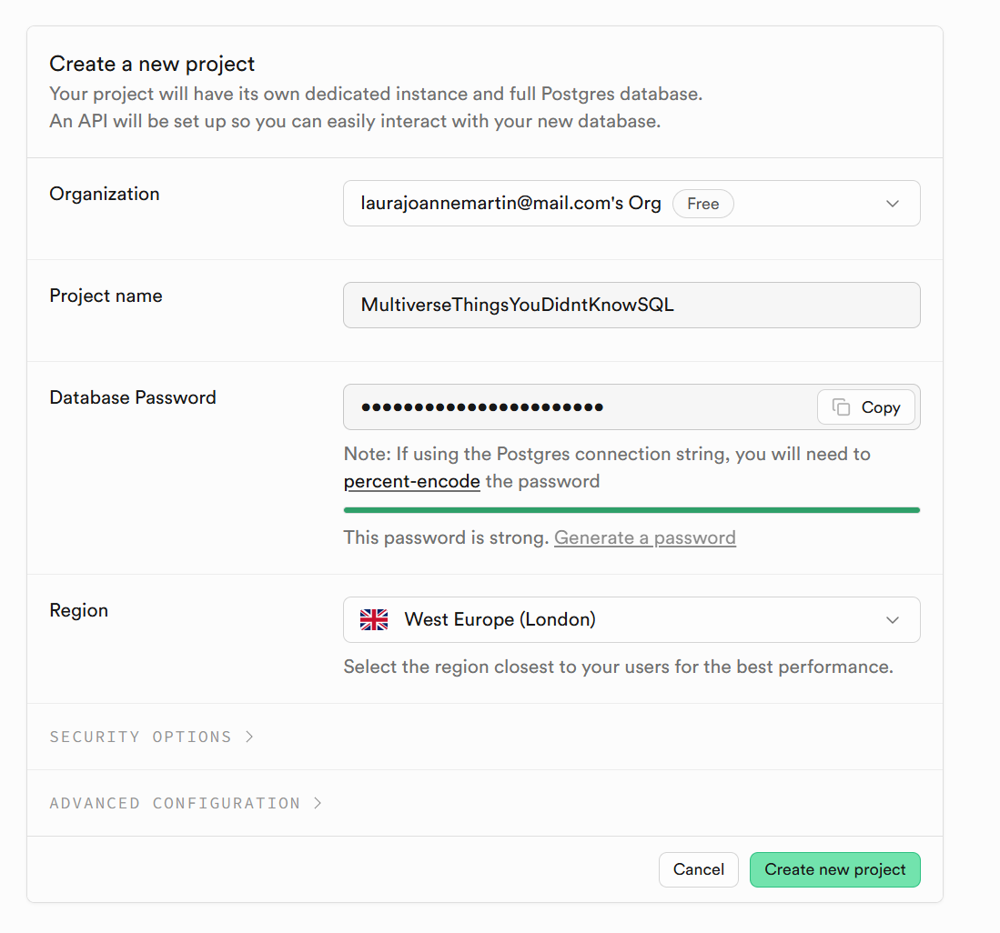 Create a new project
Your project will have its own dedicated instance and full Postgres database.
An API will be set up so you can easily interact with your new database.
Organization
laurajoannemartin@mail.com's Org Free
Project name
MultiverseThingsYouDidntKnowSQL
Database Password
●●●●●●●●●●●●●●●●●●●●●●● Copy
Note: If using the Postgres connection string, you will need to
percent-encode the password
This password is strong. Generate a password
Region
West Europe (London)
Select the region closest to your users for the best performance.
SECURITY OPTIONS
ADVANCED CONFIGURATION
Cancel Create new project